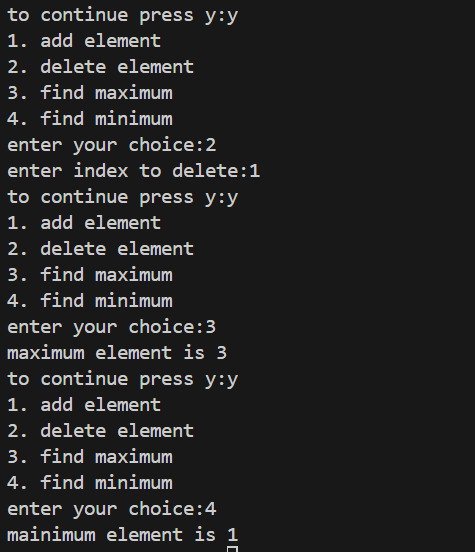 to continue press y:y
1. add element
2. delete element
3. find maximum
4. find minimum
enter your choice:2
enter index to delete:1
to continue press y:y
1. add element
2. delete element
3. find maximum
4. find minimum
enter your choice:3
maximum element is 3
to continue press y:y
1. add element
2. delete element
3. find maximum
4. find minimum
enter your choice:4
mainimum element is 1